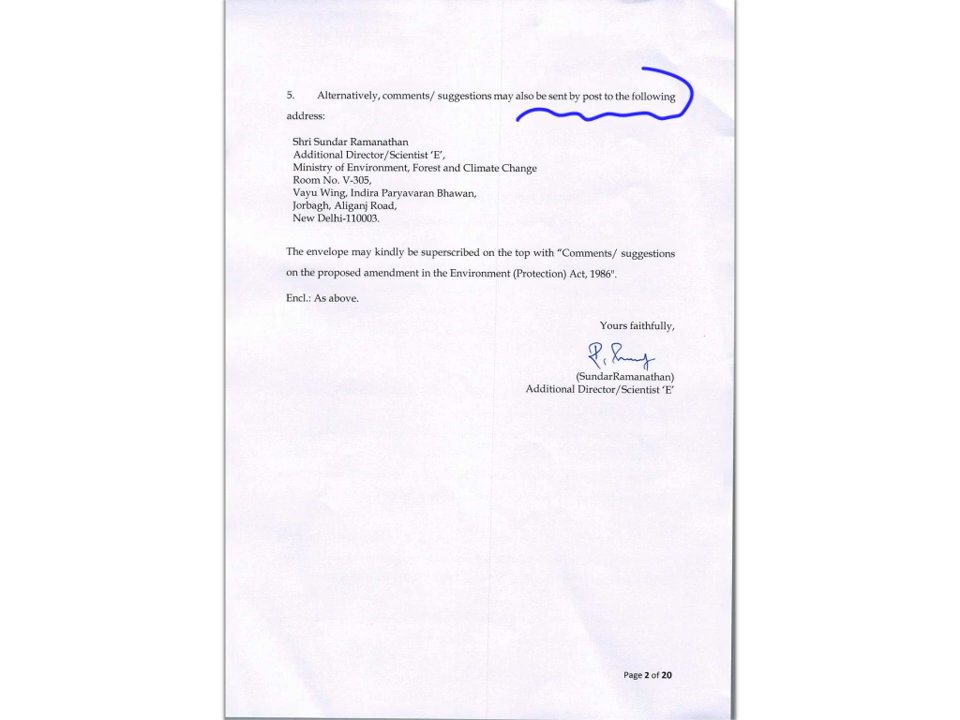 5. Alternatively, comments/ suggestions may also be sent by post to the following
address:
Shri Sundar Ramanathan
Additional Director/Scientist ‘E’,
Ministry of Environment, Forest and Climate Change
Room No. V-305,
Vayu Wing, Indira Paryavaran Bhawan,
Jorbagh, Aliganj Road,
New Delhi-110003.
The envelope may kindly be superscribed on the top with “Comments/ suggestions
on the proposed amendment in the Environment (Protection) Act, 1986".
Encl.: As above.
Yours faithfully,
(SundarRamanathan)
Additional Director/Scientist ‘E’
Page 2 of 20